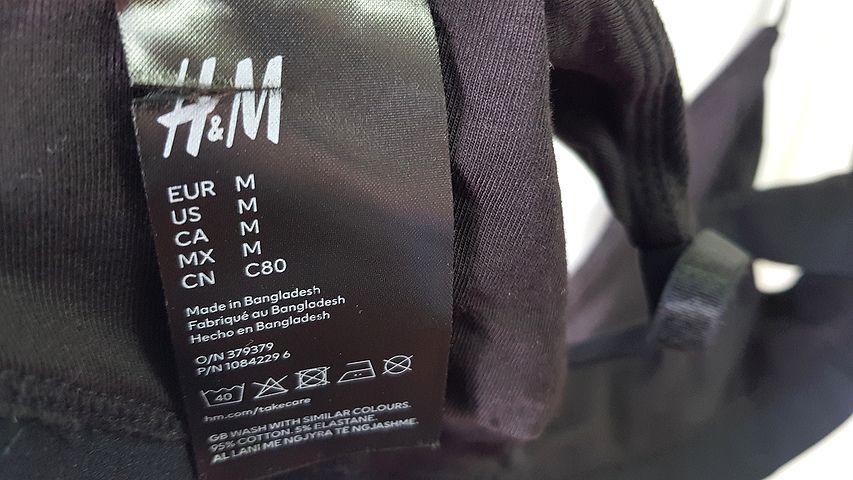 H&M
EUR M
US M
CA M
MX M
CN C80
Made in Bangladesh
Fabriqué au Bangladesh
Hecho en Bangladesh
O/N 379379
P/N 1084229 6
40
hm.com/takecare
GB WASH WITH SIMILAR COLOURS.
95% COTTON. 5% ELASTANE.
AL LANI ME NGJYRA TE NGJASHME.